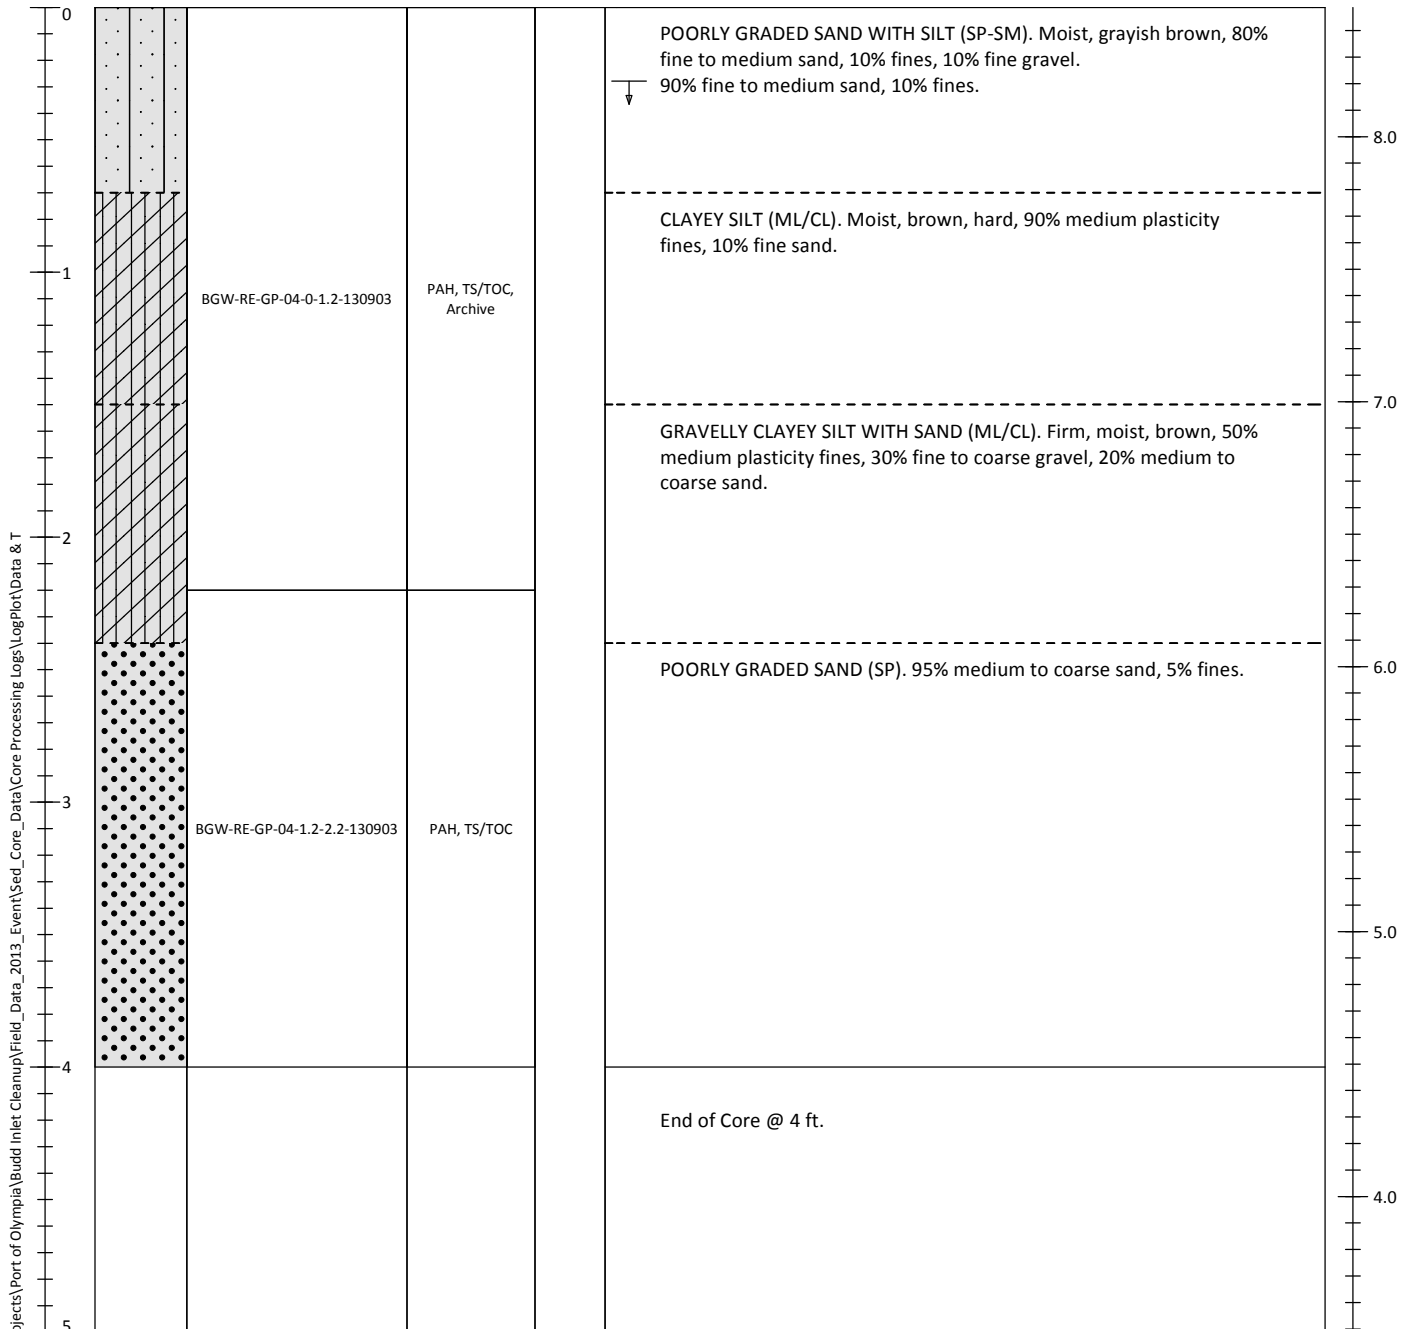 0
POORLY GRADED SAND WITH SILT (SP-SM). Moist, grayish brown, 80%
fine to medium sand, 10% fines, 10% fine gravel.
90% fine to medium sand, 10% fines.
8.0
CLAYEY SILT (ML/CL). Moist, brown, hard, 90% medium plasticity
fines, 10% fine sand.
1
BGW-RE-GP-04-0-1.2-130903
PAH, TS/TOC,
Archive
7.0
GRAVELLY CLAYEY SILT WITH SAND (ML/CL). Firm, moist, brown, 50%
medium plasticity fines, 30% fine to coarse gravel, 20% medium to
coarse sand.
2
POORLY GRADED SAND (SP). 95% medium to coarse sand, 5% fines.
6.0
3
BGW-RE-GP-04-1.2-2.2-130903
PAH, TS/TOC
5.0
4
End of Core @ 4 ft.
4.0
5
ojects\Port of Olympia\Budd Inlet Cleanup\Field_Data_2013_Event\Sed_Core_Data\Core Processing Logs\LogPlot\Data & T